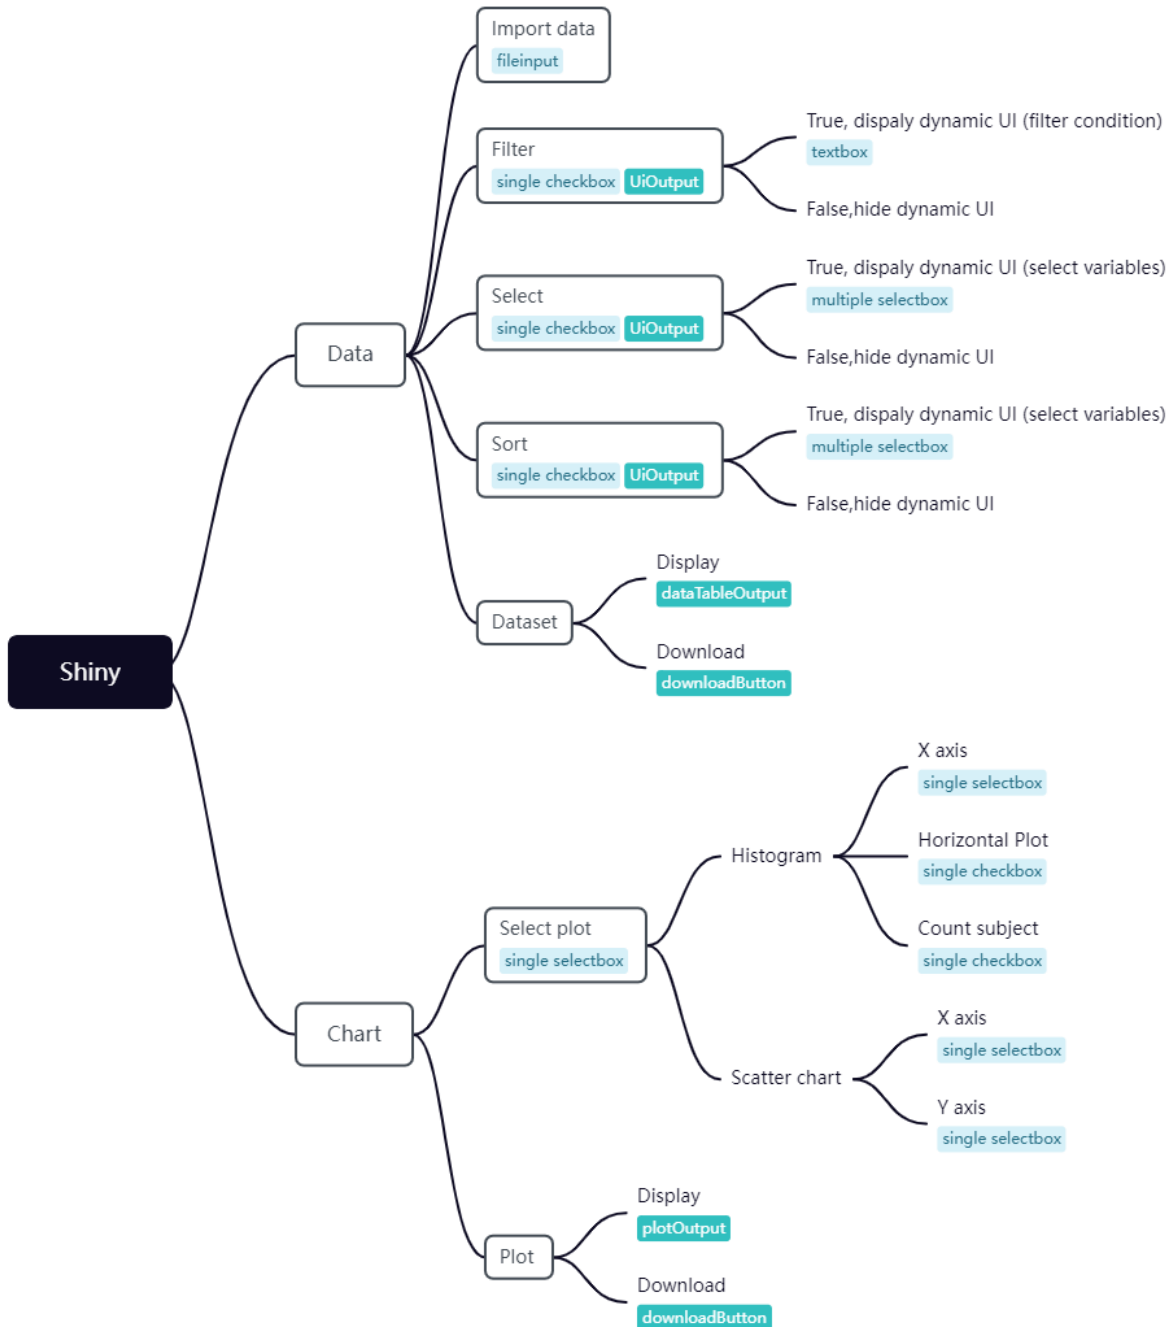 Import data
fileinput
Filter
single checkbox UiOutput
True, dispaly dynamic UI (filter condition)
textbox
False,hide dynamic UI
Select
single checkbox UiOutput
True, dispaly dynamic UI (select variables)
multiple selectbox
False,hide dynamic UI
Data
Sort
single checkbox UiOutput
True, dispaly dynamic UI (select variables)
multiple selectbox
False,hide dynamic UI
Dataset
Display
dataTableOutput
Download
downloadButton
Shiny
X axis
single selectbox
Histogram
Horizontal Plot
single checkbox
Count subject
single checkbox
Select plot
single selectbox
Chart
Scatter chart
X axis
single selectbox
Y axis
single selectbox
Plot
Display
plotOutput
Download
downloadButton